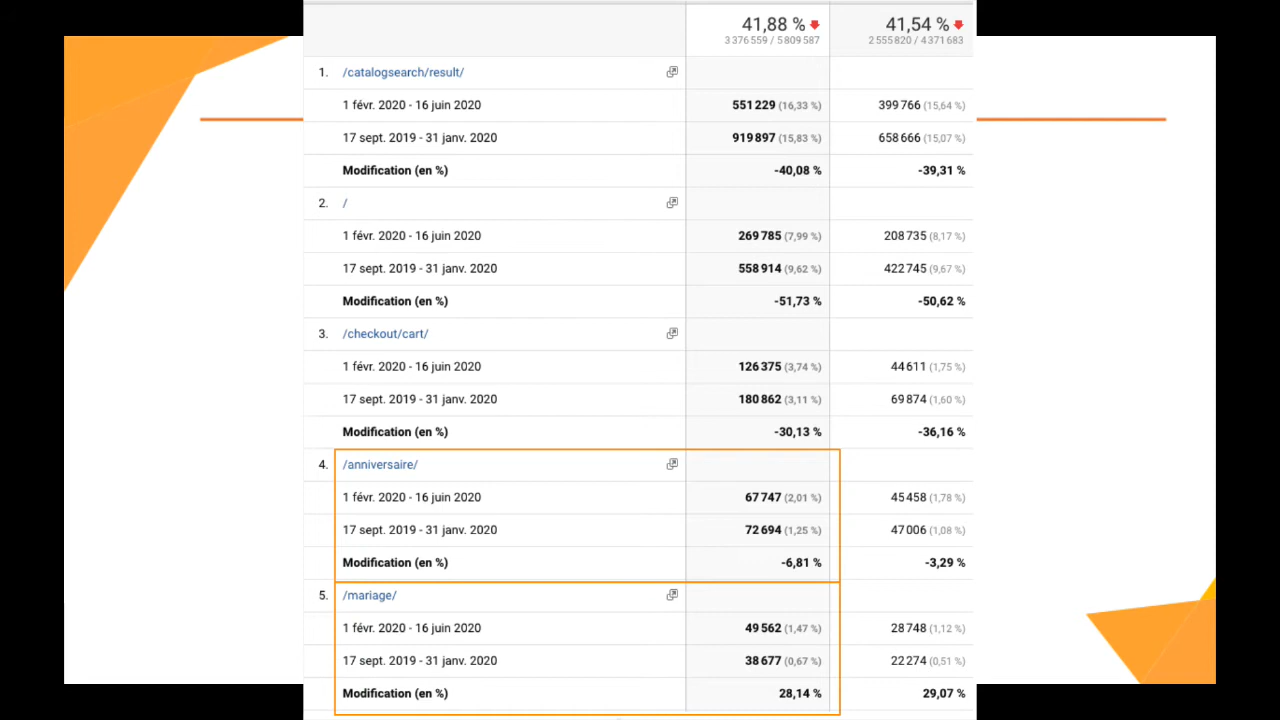 41,88 % 41,54 %
3 376 559 / 5 809 587 2 555 820 / 4 371 683
1. /catalogsearch/result/
1 févr. 2020 - 16 juin 2020 551 229 (16,33 %) 399 766 (15,64 %)
17 sept. 2019 - 31 janv. 2020 919 897 (15,83 %) 658 666 (15,07 %)
Modification (en %) -40,08 % -39,31 %
2. /
1 févr. 2020 - 16 juin 2020 269 785 (7,99 %) 208 735 (8,17 %)
17 sept. 2019 - 31 janv. 2020 558 914 (9,62 %) 422 745 (9,67 %)
Modification (en %) -51,73 % -50,62 %
3. /checkout/cart/
1 févr. 2020 - 16 juin 2020 126 375 (3,74 %) 44 611 (1,75 %)
17 sept. 2019 - 31 janv. 2020 180 862 (3,11 %) 69 874 (1,60 %)
Modification (en %) -30,13 % -36,16 %
4. /anniversaire/
1 févr. 2020 - 16 juin 2020 67 747 (2,01 %) 45 458 (1,78 %)
17 sept. 2019 - 31 janv. 2020 72 694 (1,25 %) 47 006 (1,08 %)
Modification (en %) -6,81 % -3,29 %
5. /mariage/
1 févr. 2020 - 16 juin 2020 49 562 (1,47 %) 28 748 (1,12 %)
17 sept. 2019 - 31 janv. 2020 38 677 (0,67 %) 22 274 (0,51 %)
Modification (en %) 28,14 % 29,07 %